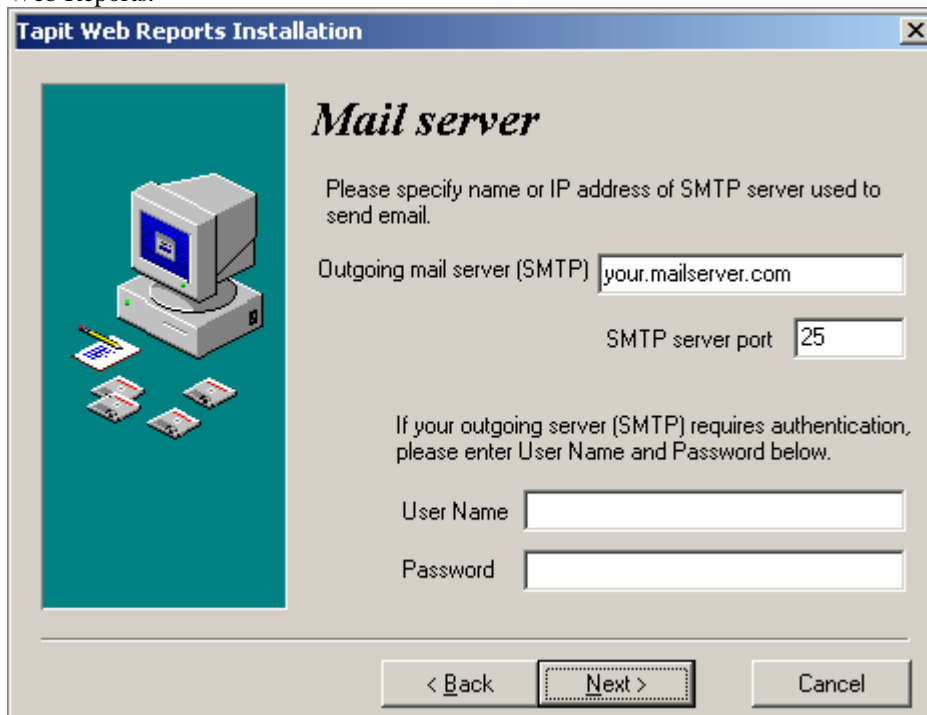 Web Reports.
Tapit Web Reports Installation
Mail server
Please specify name or IP address of SMTP server used to
send email.
Outgoing mail server (SMTP) your.mailserver.com
SMTP server port 25
If your outgoing server (SMTP) requires authentication,
please enter User Name and Password below.
User Name
Password
< Back Next > Cancel